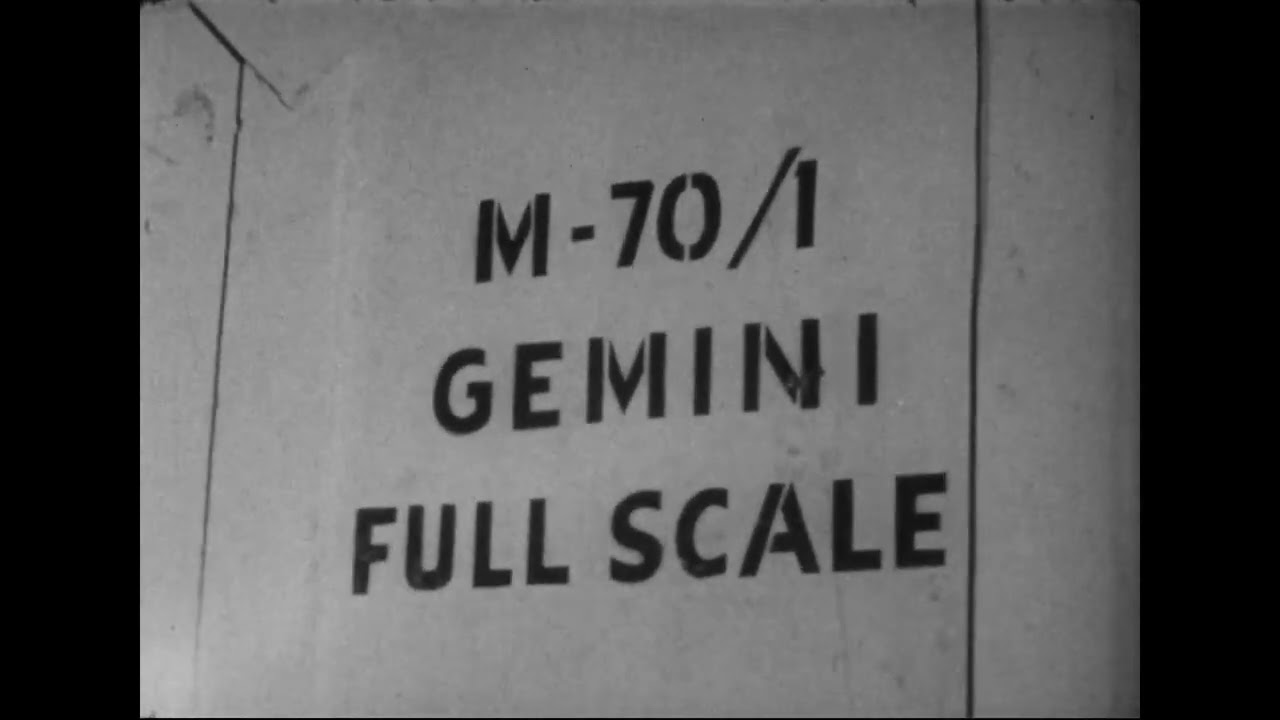 M-70/1
GEMINI
FULL SCALE